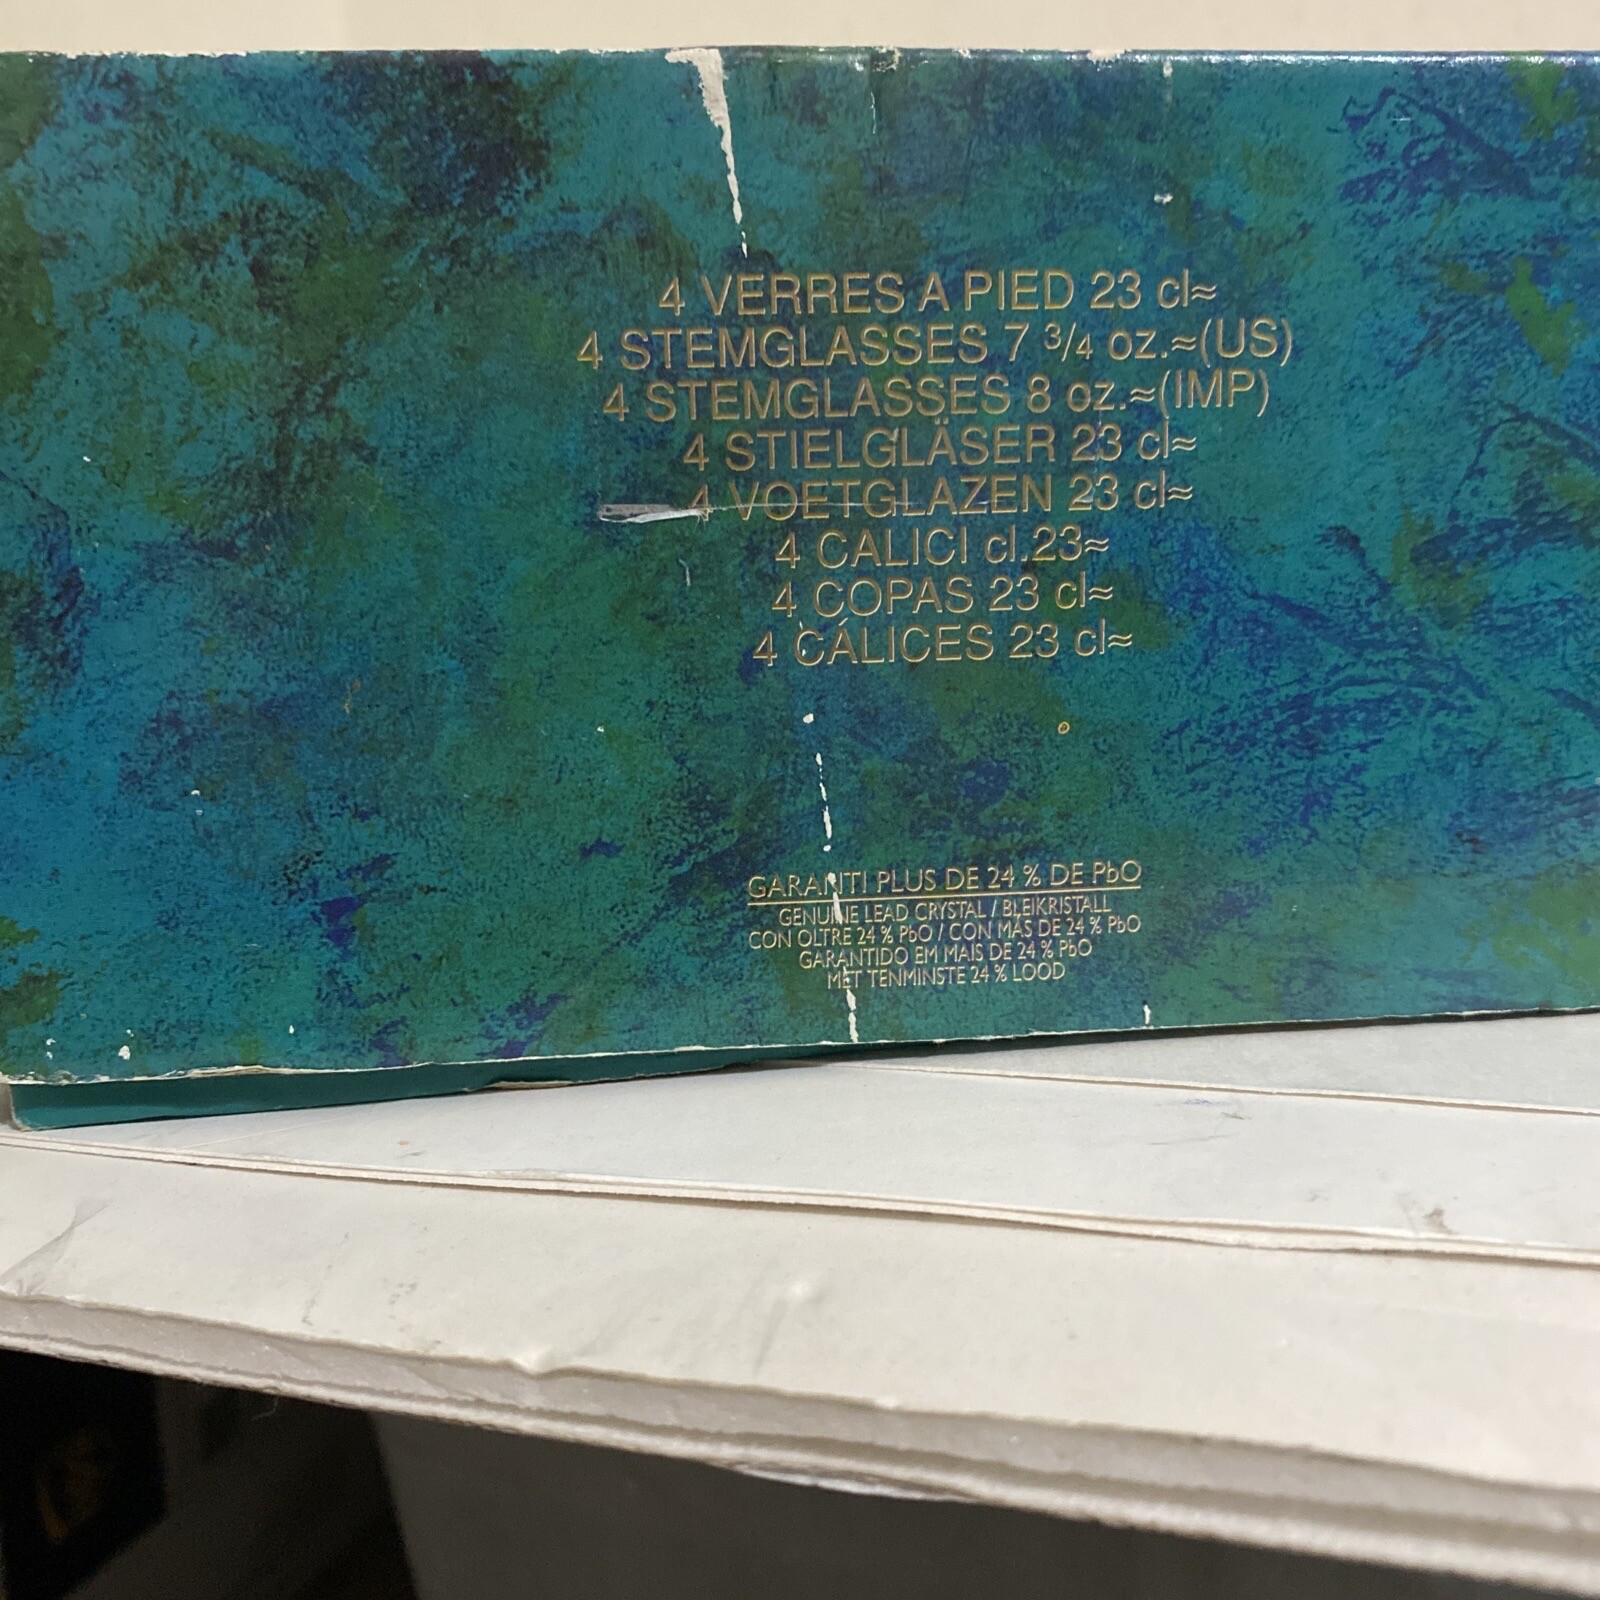 4 VERRES A PIED 23 cl≈
4 STEMGLASSES 7 3/4 oz.≈(US)
4 STEMGLASSES 8 oz.≈(IMP)
4 STIELGLÄSER 23 cl≈
4 VOETGLAZEN 23 cl≈
4 CALICI cl.23≈
4 COPAS 23 cl≈
4 CÁLICES 23 cl≈
GARANTI PLUS DE 24 % DE PbO
GENUINE LEAD CRYSTAL / BLEIKRISTALL
CON OLTRE 24 % PbO / CON MÁS DE 24 % PbO
GARANTIDO EM MAIS DE 24 % PbO
MET TENMINSTE 24 % LOOD